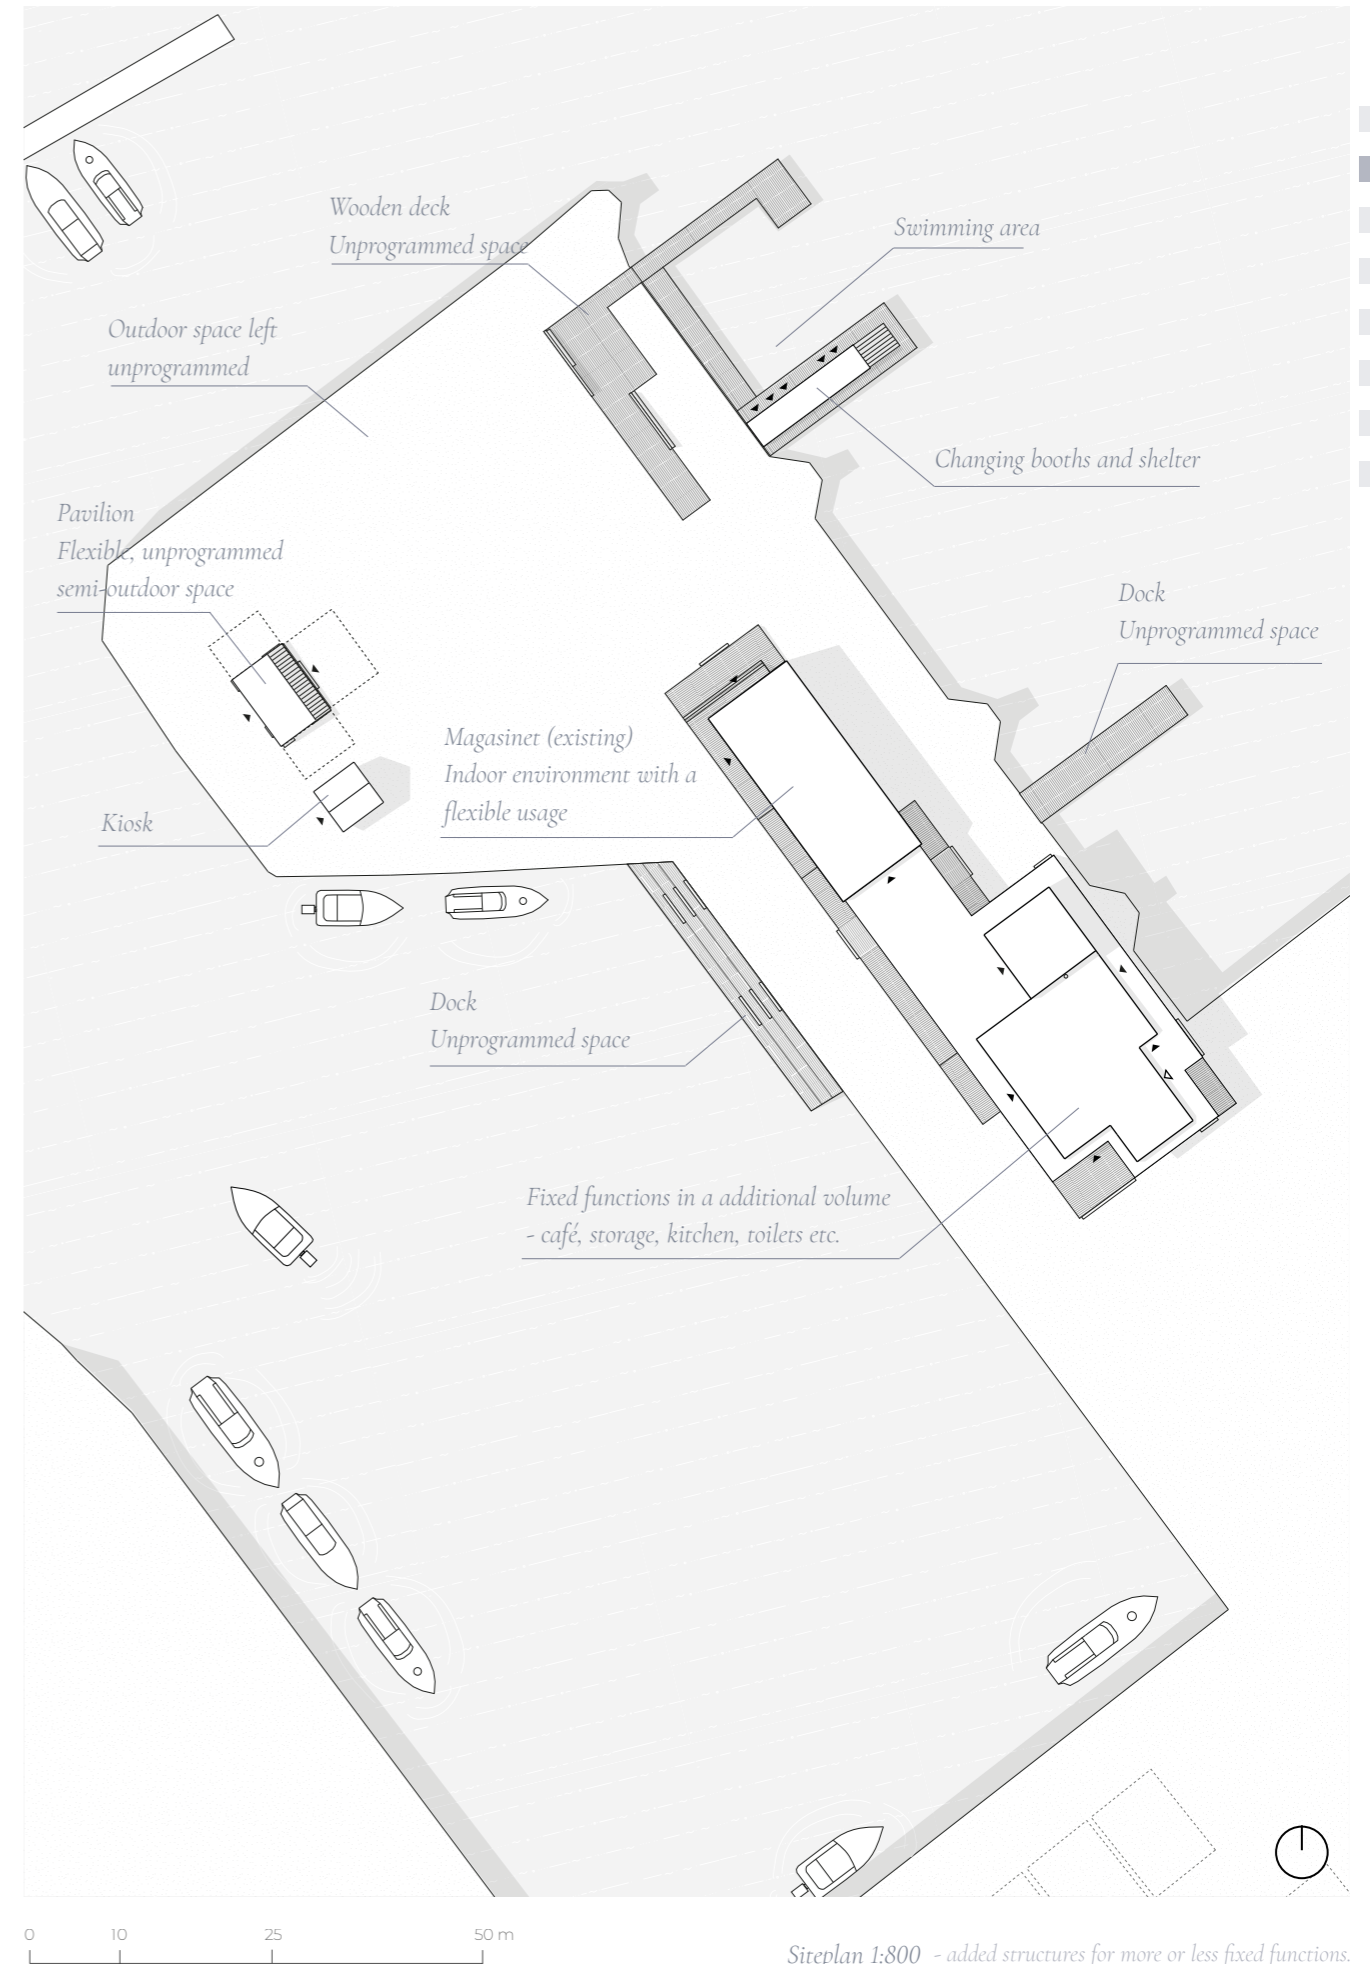 Wooden deck
Unprogrammed space
Swimming area
Outdoor space left
unprogrammed
Changing booths and shelter
Pavilion
Flexible, unprogrammed
semi-outdoor space
Dock
Unprogrammed space
Magasinet (existing)
Indoor environment with a
flexible usage
Kiosk
Dock
Unprogrammed space
Fixed functions in a additional volume
- café, storage, kitchen, toilets etc.
0 10 25 50 m
Siteplan 1:800 - added structures for more or less fixed functions.